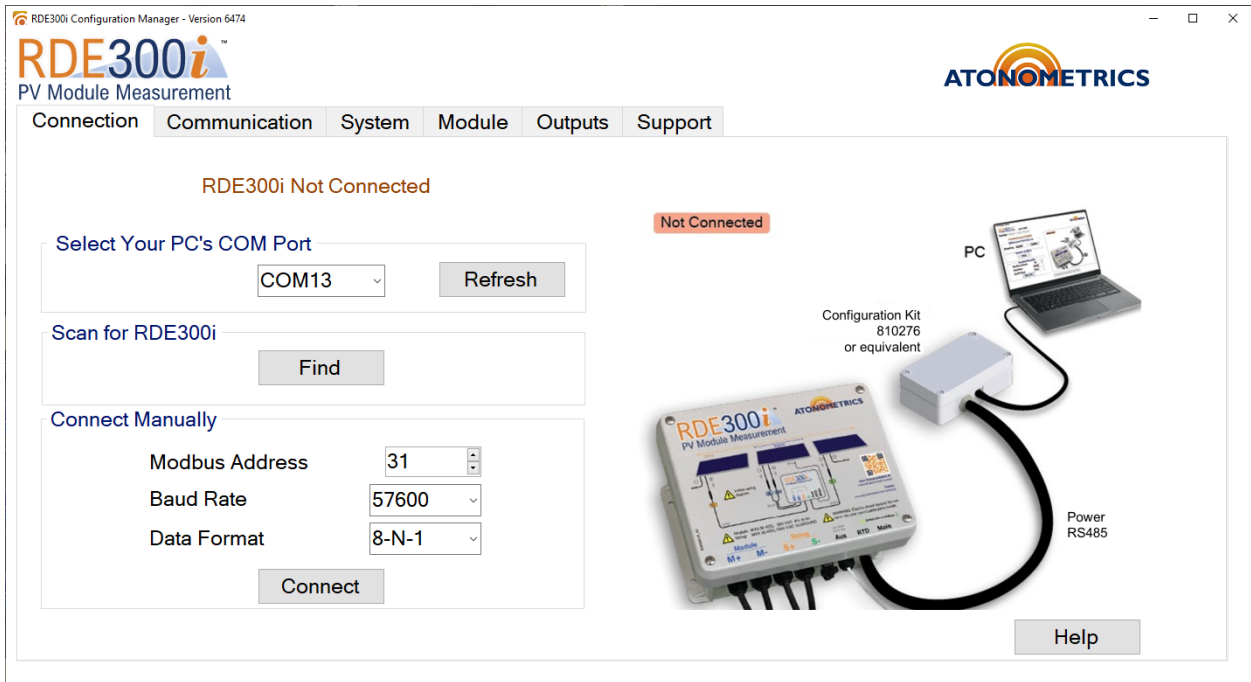 RDE300i Configuration Manager - Version 6474
RDE300i™
PV Module Measurement
ATONOMETRICS
Connection Communication System Module Outputs Support
RDE300i Not Connected
Select Your PC's COM Port
COM13
Refresh
Scan for RDE300i
Find
Connect Manually
Modbus Address 31
Baud Rate 57600
Data Format 8-N-1
Connect
Not Connected
PC
Configuration Kit
810276
or equivalent
RDE300i
ATONOMETRICS
PV Module Measurement
Module
String
M+ M- S+ S- Aux RTD Main
Power
RS485
Help